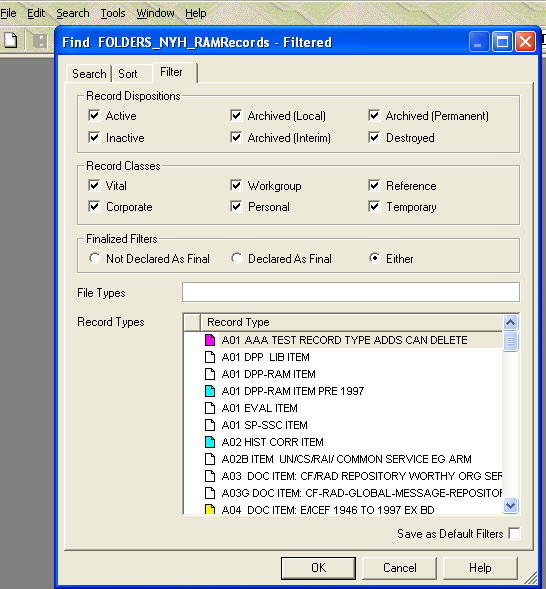 File Edit Search Tools Window Help
Find FOLDERS_NYH_RAMRecords - Filtered
Search Sort Filter
Record Dispositions
Active Archived (Local) Archived (Permanent)
Inactive Archived (Interim) Destroyed
Record Classes
Vital Workgroup Reference
Corporate Personal Temporary
Finalized Filters
Not Declared As Final Declared As Final Either
File Types
Record Types Record Type
A01 AAA TEST RECORD TYPE ADDS CAN DELETE
A01 DPP LIB ITEM
A01 DPP-RAM ITEM
A01 DPP-RAM ITEM PRE 1997
A01 EVAL ITEM
A01 SP-SSC ITEM
A02 HIST CORR ITEM
A02B ITEM UN/CS/RAI/ COMMON SERVICE EG ARM
A03 DOC ITEM: CF/RAD REPOSITORY WORTHY ORG SER
A03G DOC ITEM: CF-RAD-GLOBAL-MESSAGE-REPOSITOR
A04 DOC ITEM: E/ICEF 1946 TO 1997 EX BD
Save as Default Filters
OK Cancel Help